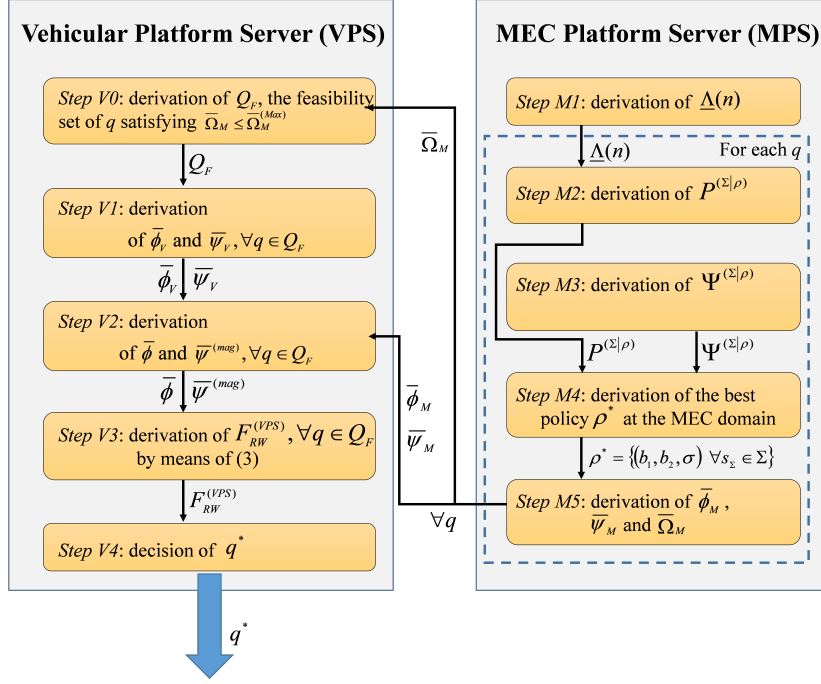 Vehicular Platform Server (VPS)
Step V0: derivation of Q_F, the feasibility
set of q satisfying Ω̅_M ≤ Ω̅_M^(Max)
Q_F
Step V1: derivation
of ϕ̅_V and ψ̅_V, ∀q ∈ Q_F
ϕ̅_V ψ̅_V
Step V2: derivation
of ϕ̅ and ψ̅^(mag), ∀q ∈ Q_F
ϕ̅ ψ̅^(mag)
Step V3: derivation of F_RW^(VPS), ∀q ∈ Q_F
by means of (3)
F_RW^(VPS)
Step V4: decision of q^*
q^*
Ω̅_M
ϕ̅_M
ψ̅_M
∀q
MEC Platform Server (MPS)
Step M1: derivation of Λ̲(n)
Λ̲(n)
For each q
Step M2: derivation of P^(Σ|ρ)
Step M3: derivation of Ψ^(Σ|ρ)
P^(Σ|ρ) Ψ^(Σ|ρ)
Step M4: derivation of the best
policy ρ^* at the MEC domain
ρ^* = {(b_1, b_2, σ) ∀s_Σ ∈ Σ}
Step M5: derivation of ϕ̅_M ,
ψ̅_M and Ω̅_M